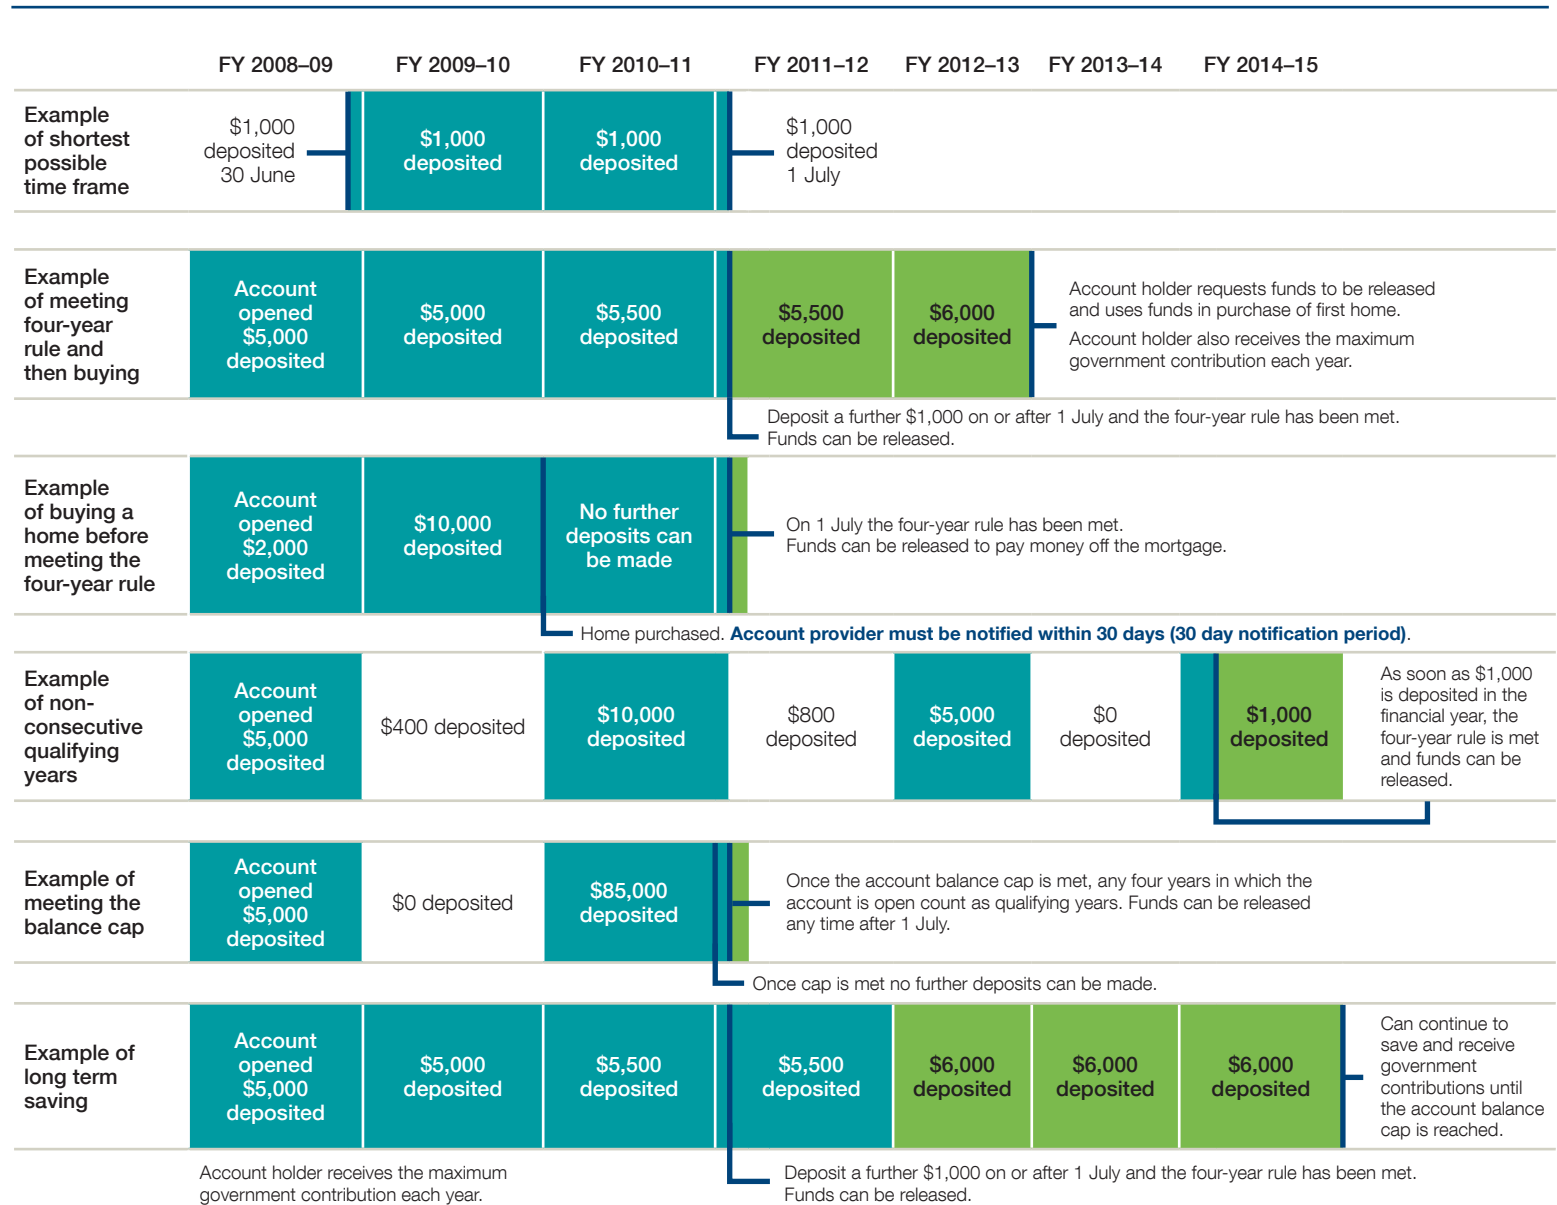 FY 2008–09 FY 2009–10 FY 2010–11 FY 2011–12 FY 2012–13 FY 2013–14 FY 2014–15
Example
of shortest
possible
time frame
$1,000
deposited
30 June
$1,000
deposited
$1,000
deposited
$1,000
deposited
1 July
Example
of meeting
four-year
rule and
then buying
Account
opened
$5,000
deposited
$5,000
deposited
$5,500
deposited
$5,500
deposited
$6,000
deposited
Account holder requests funds to be released
and uses funds in purchase of first home.
Account holder also receives the maximum
government contribution each year.
Deposit a further $1,000 on or after 1 July and the four-year rule has been met.
Funds can be released.
Example
of buying a
home before
meeting the
four-year rule
Account
opened
$2,000
deposited
$10,000
deposited
No further
deposits can
be made
On 1 July the four-year rule has been met.
Funds can be released to pay money off the mortgage.
Home purchased. Account provider must be notified within 30 days (30 day notification period).
Example
of non-
consecutive
qualifying
years
Account
opened
$5,000
deposited
$400 deposited
$10,000
deposited
$800
deposited
$5,000
deposited
$0
deposited
$1,000
deposited
As soon as $1,000
is deposited in the
financial year, the
four-year rule is met
and funds can be
released.
Example of
meeting the
balance cap
Account
opened
$5,000
deposited
$0 deposited
$85,000
deposited
Once the account balance cap is met, any four years in which the
account is open count as qualifying years. Funds can be released
any time after 1 July.
Once cap is met no further deposits can be made.
Example of
long term
saving
Account
opened
$5,000
deposited
$5,000
deposited
$5,500
deposited
$5,500
deposited
$6,000
deposited
$6,000
deposited
$6,000
deposited
Can continue to
save and receive
government
contributions until
the account balance
cap is reached.
Account holder receives the maximum
government contribution each year.
Deposit a further $1,000 on or after 1 July and the four-year rule has been met.
Funds can be released.